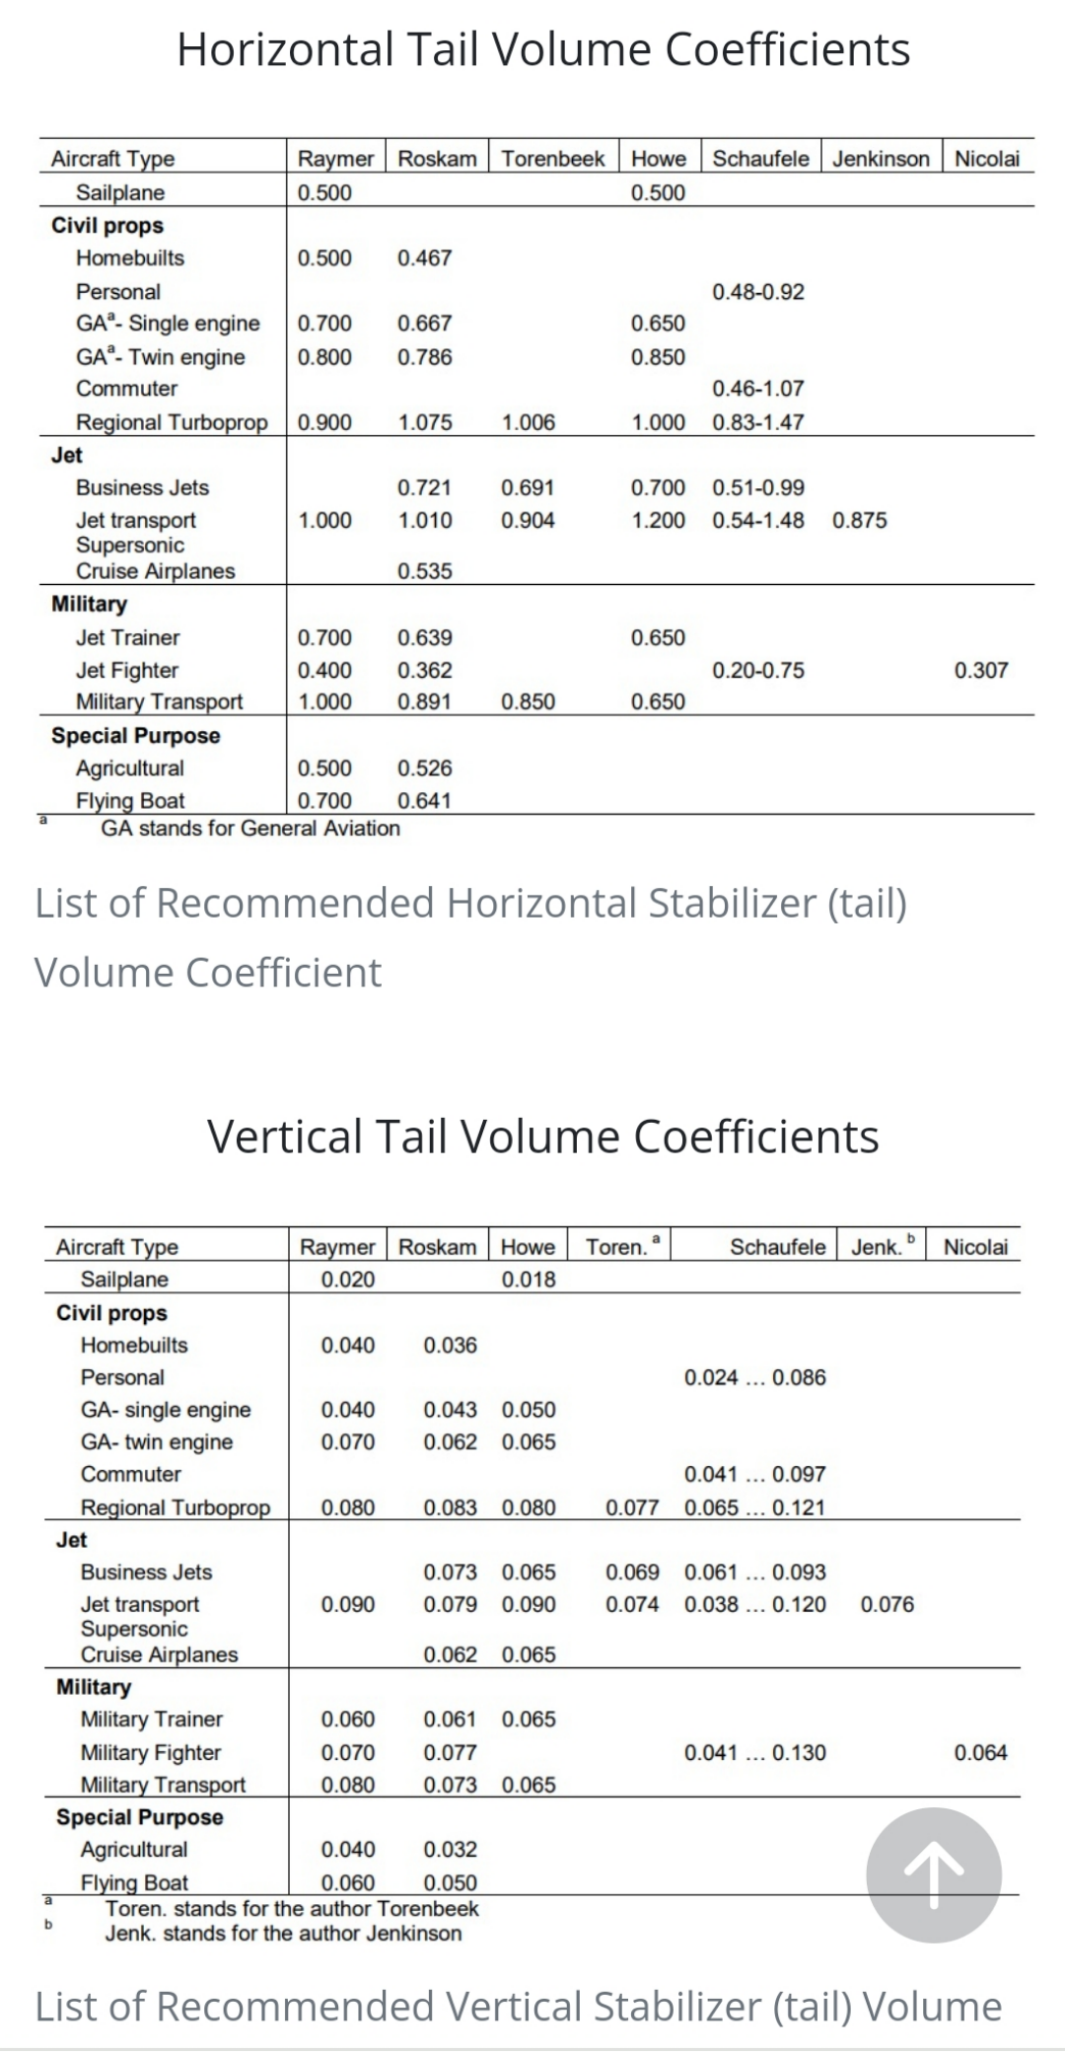 Horizontal Tail Volume Coefficients
Aircraft Type Raymer Roskam Torenbeek Howe Schaufele Jenkinson Nicolai
Sailplane 0.500 0.500
Civil props
Homebuilts 0.500 0.467
Personal 0.48-0.92
GAª- Single engine 0.700 0.667 0.650
GAª- Twin engine 0.800 0.786 0.850
Commuter 0.46-1.07
Regional Turboprop 0.900 1.075 1.006 1.000 0.83-1.47
Jet
Business Jets 0.721 0.691 0.700 0.51-0.99
Jet transport 1.000 1.010 0.904 1.200 0.54-1.48 0.875
Supersonic
Cruise Airplanes 0.535
Military
Jet Trainer 0.700 0.639 0.650
Jet Fighter 0.400 0.362 0.20-0.75 0.307
Military Transport 1.000 0.891 0.850 0.650
Special Purpose
Agricultural 0.500 0.526
Flying Boat 0.700 0.641
a GA stands for General Aviation
List of Recommended Horizontal Stabilizer (tail)
Volume Coefficient
Vertical Tail Volume Coefficients
Aircraft Type Raymer Roskam Howe Toren. a Schaufele Jenk. b Nicolai
Sailplane 0.020 0.018
Civil props
Homebuilts 0.040 0.036
Personal 0.024 ... 0.086
GA- single engine 0.040 0.043 0.050
GA- twin engine 0.070 0.062 0.065
Commuter 0.041 ... 0.097
Regional Turboprop 0.080 0.083 0.080 0.077 0.065 ... 0.121
Jet
Business Jets 0.073 0.065 0.069 0.061 ... 0.093
Jet transport 0.090 0.079 0.090 0.074 0.038 ... 0.120 0.076
Supersonic
Cruise Airplanes 0.062 0.065
Military
Military Trainer 0.060 0.061 0.065
Military Fighter 0.070 0.077 0.041 ... 0.130 0.064
Military Transport 0.080 0.073 0.065
Special Purpose
Agricultural 0.040 0.032
Flying Boat 0.060 0.050
a Toren. stands for the author Torenbeek
b Jenk. stands for the author Jenkinson
List of Recommended Vertical Stabilizer (tail) Volume